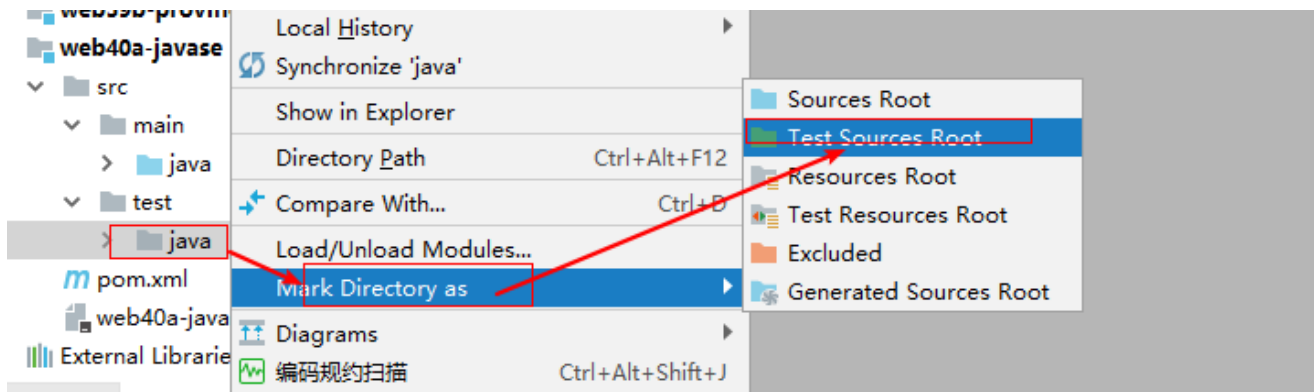 web40a-javase
src
main
java
test
java
pom.xml
web40a-java
External Librarie
Local History
Synchronize 'java'
Show in Explorer
Directory Path Ctrl+Alt+F12
Compare With... Ctrl+D
Load/Unload Modules...
Mark Directory as
Diagrams
编码规约扫描 Ctrl+Alt+Shift+J
Sources Root
Test Sources Root
Resources Root
Test Resources Root
Excluded
Generated Sources Root